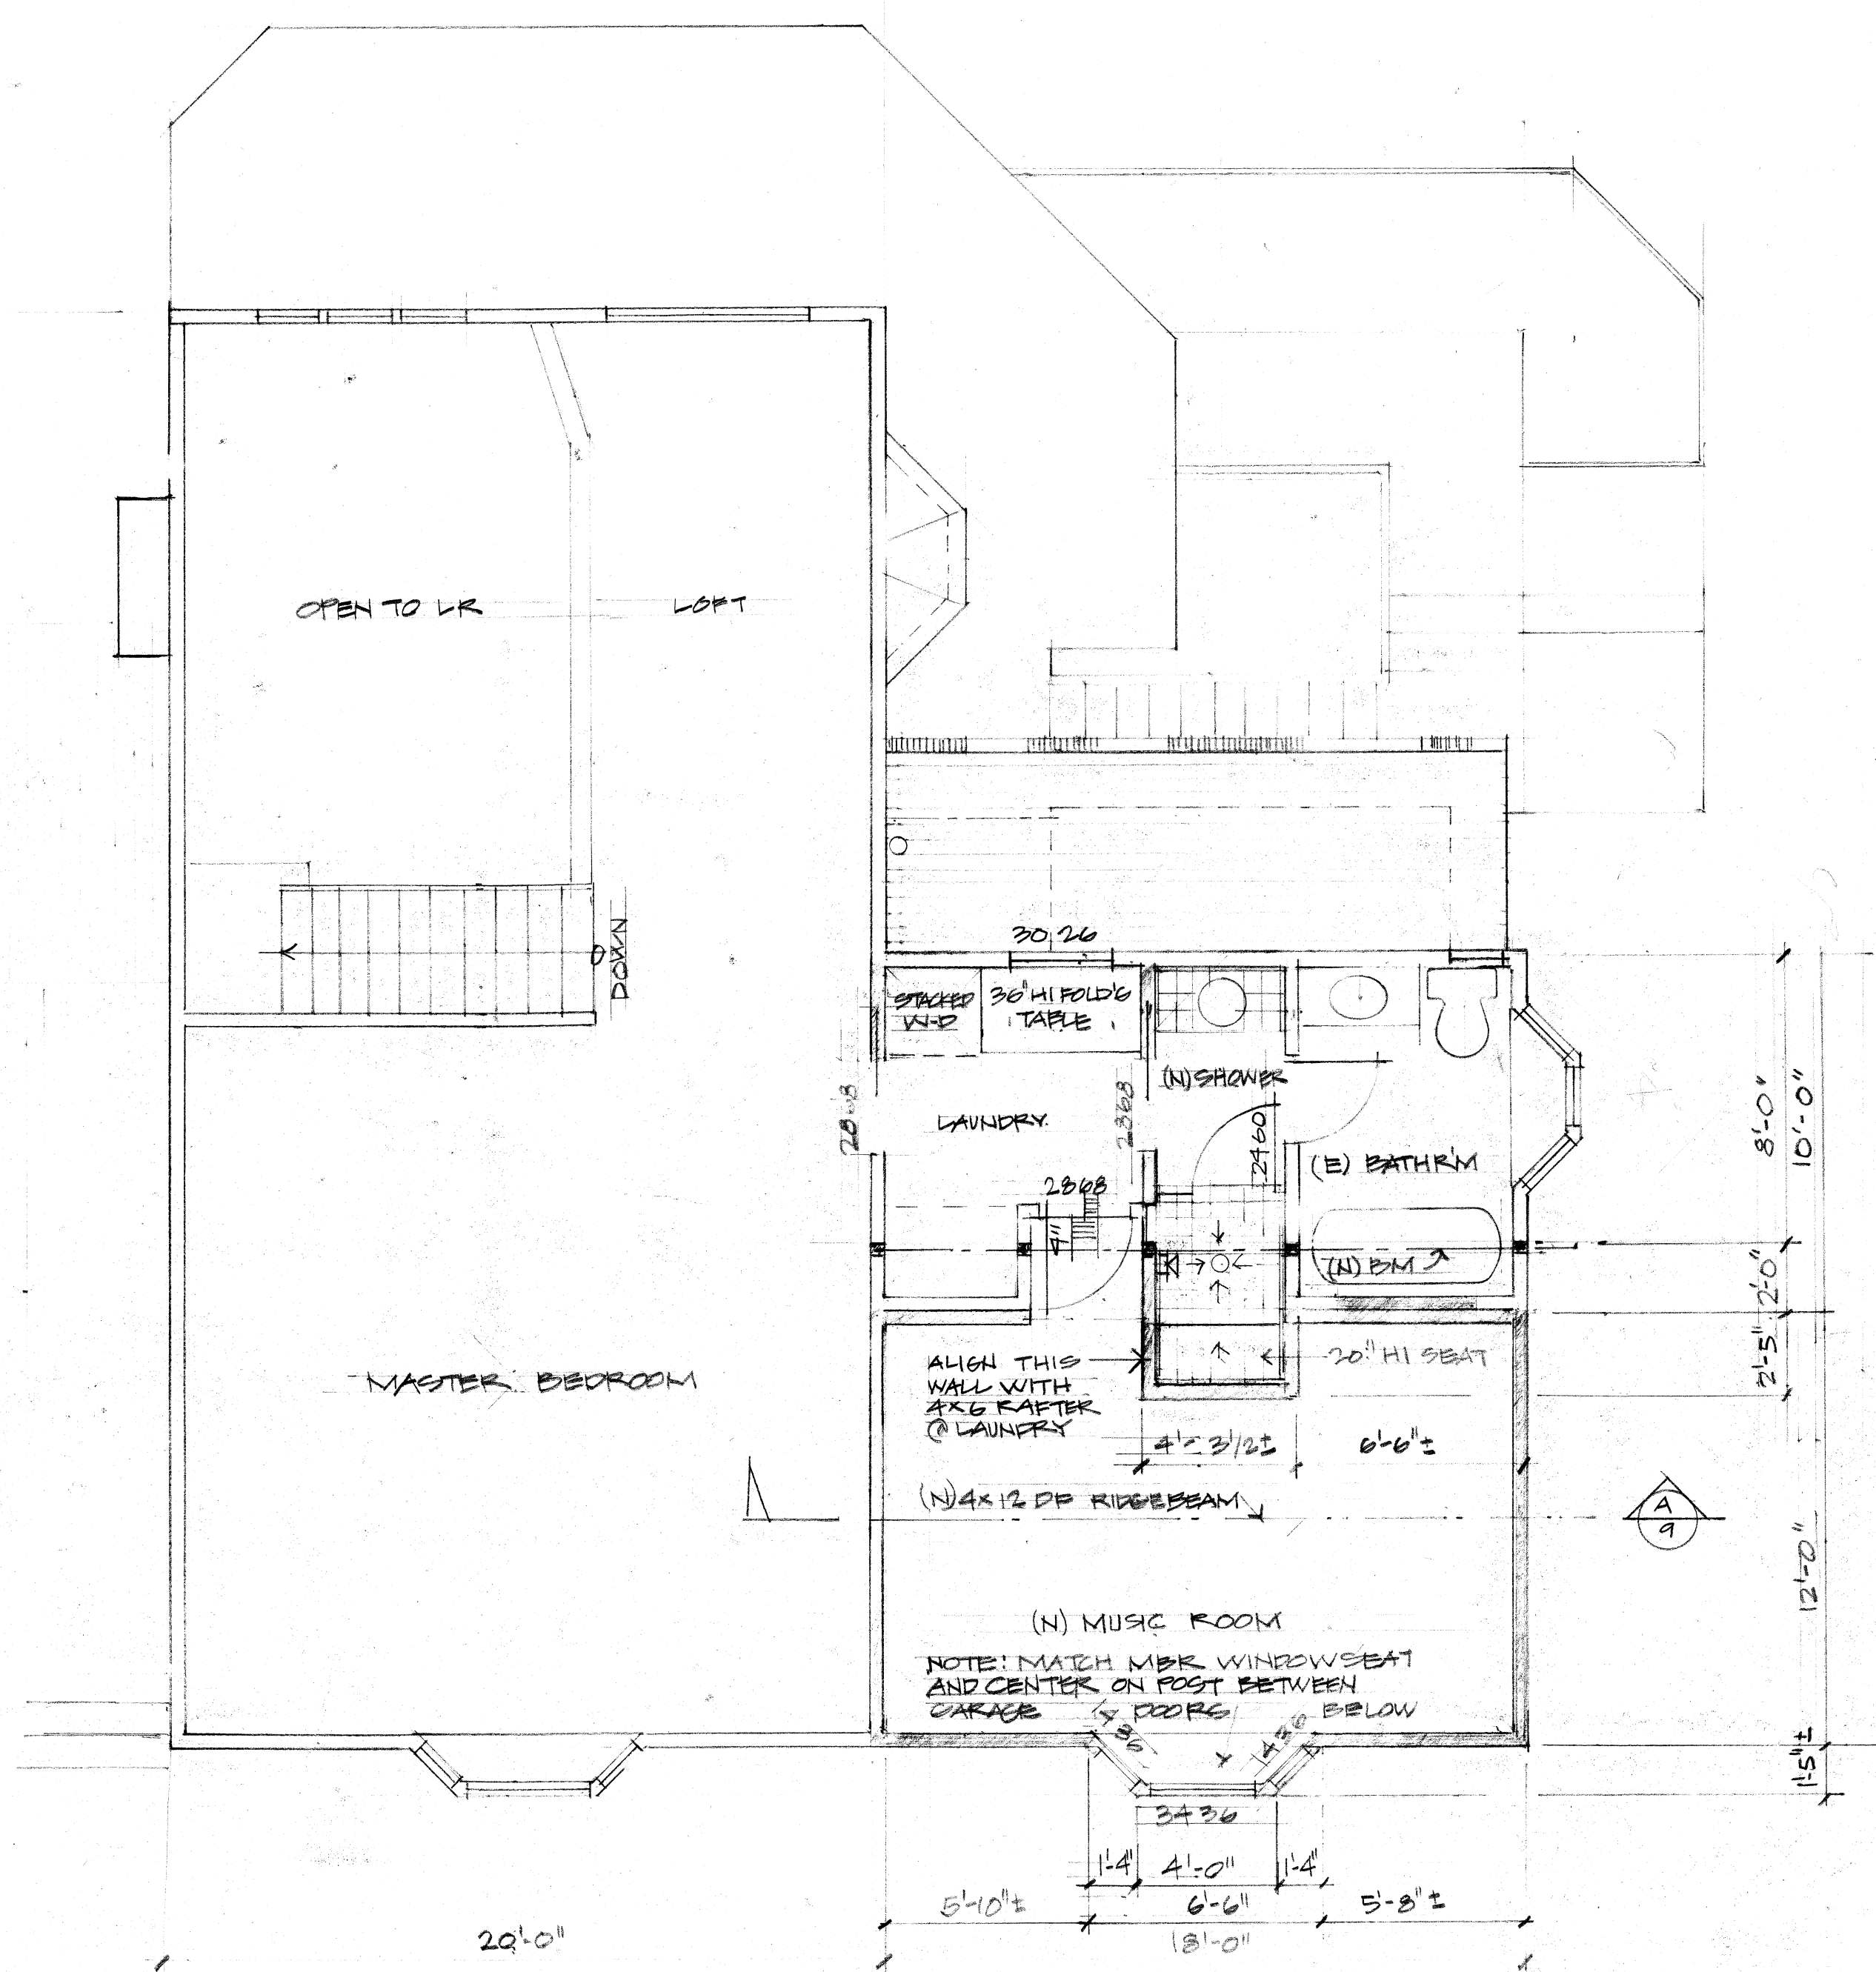 OPEN TO LR
LOFT
DOWN
3026
STACKED
W-D
36" HI FOLD'G
TABLE
(N) SHOWER
2868
LAUNDRY
2368
2460
(E) BATHR'M
2868
4"
(N) BM
8'-0"
10'-0"
2'-0"
2'-5"
MASTER BEDROOM
ALIGN THIS
WALL WITH
4x6 RAFTER
@ LAUNDRY
20" HI SEAT
4'-3 1/2±
6'-6"±
(N) 4x12 DF RIDGEBEAM
A
9
12'-0"
(N) MUSIC ROOM
NOTE: MATCH MBR WINDOWSEAT
AND CENTER ON POST BETWEEN
GARAGE DOORS BELOW
1436
1436
3436
1'-5"±
1'-4"
4'-0"
1'-4"
5'-10"±
6'-6"
5'-8"±
20'-0"
18'-0"